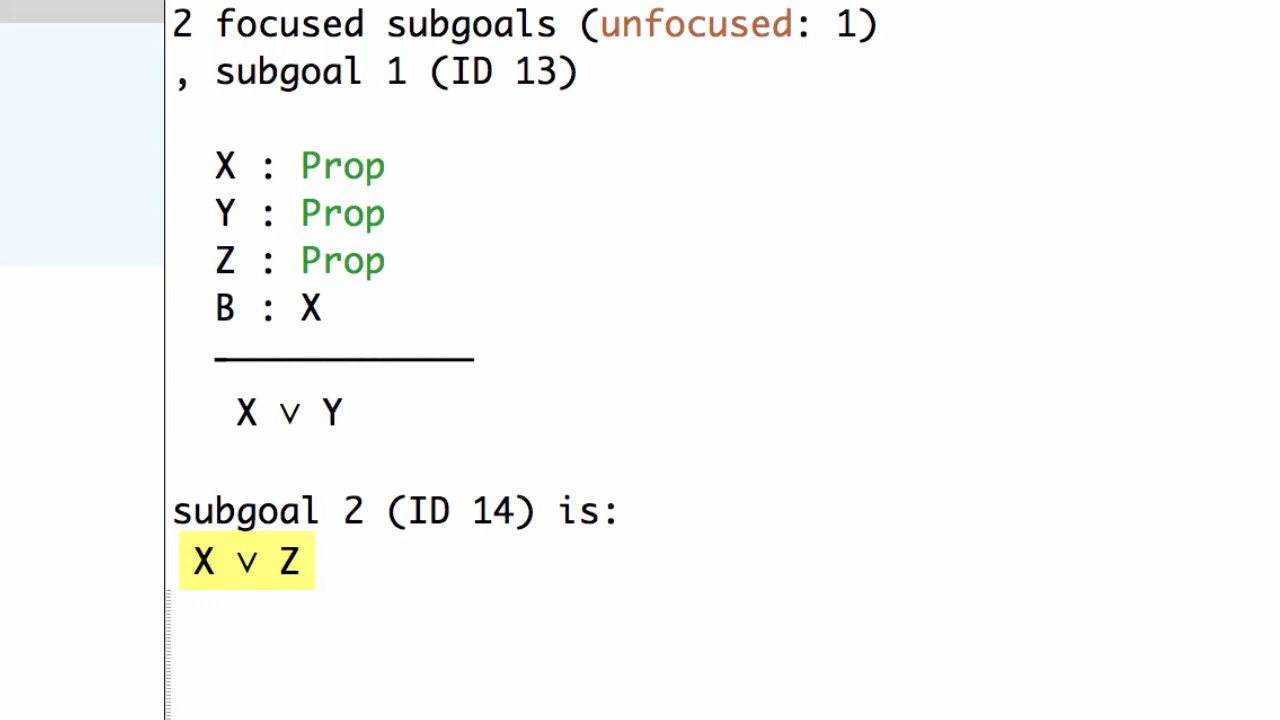 2 focused subgoals (unfocused: 1)
, subgoal 1 (ID 13)
X : Prop
Y : Prop
Z : Prop
B : X
X ∨ Y
subgoal 2 (ID 14) is:
X ∨ Z